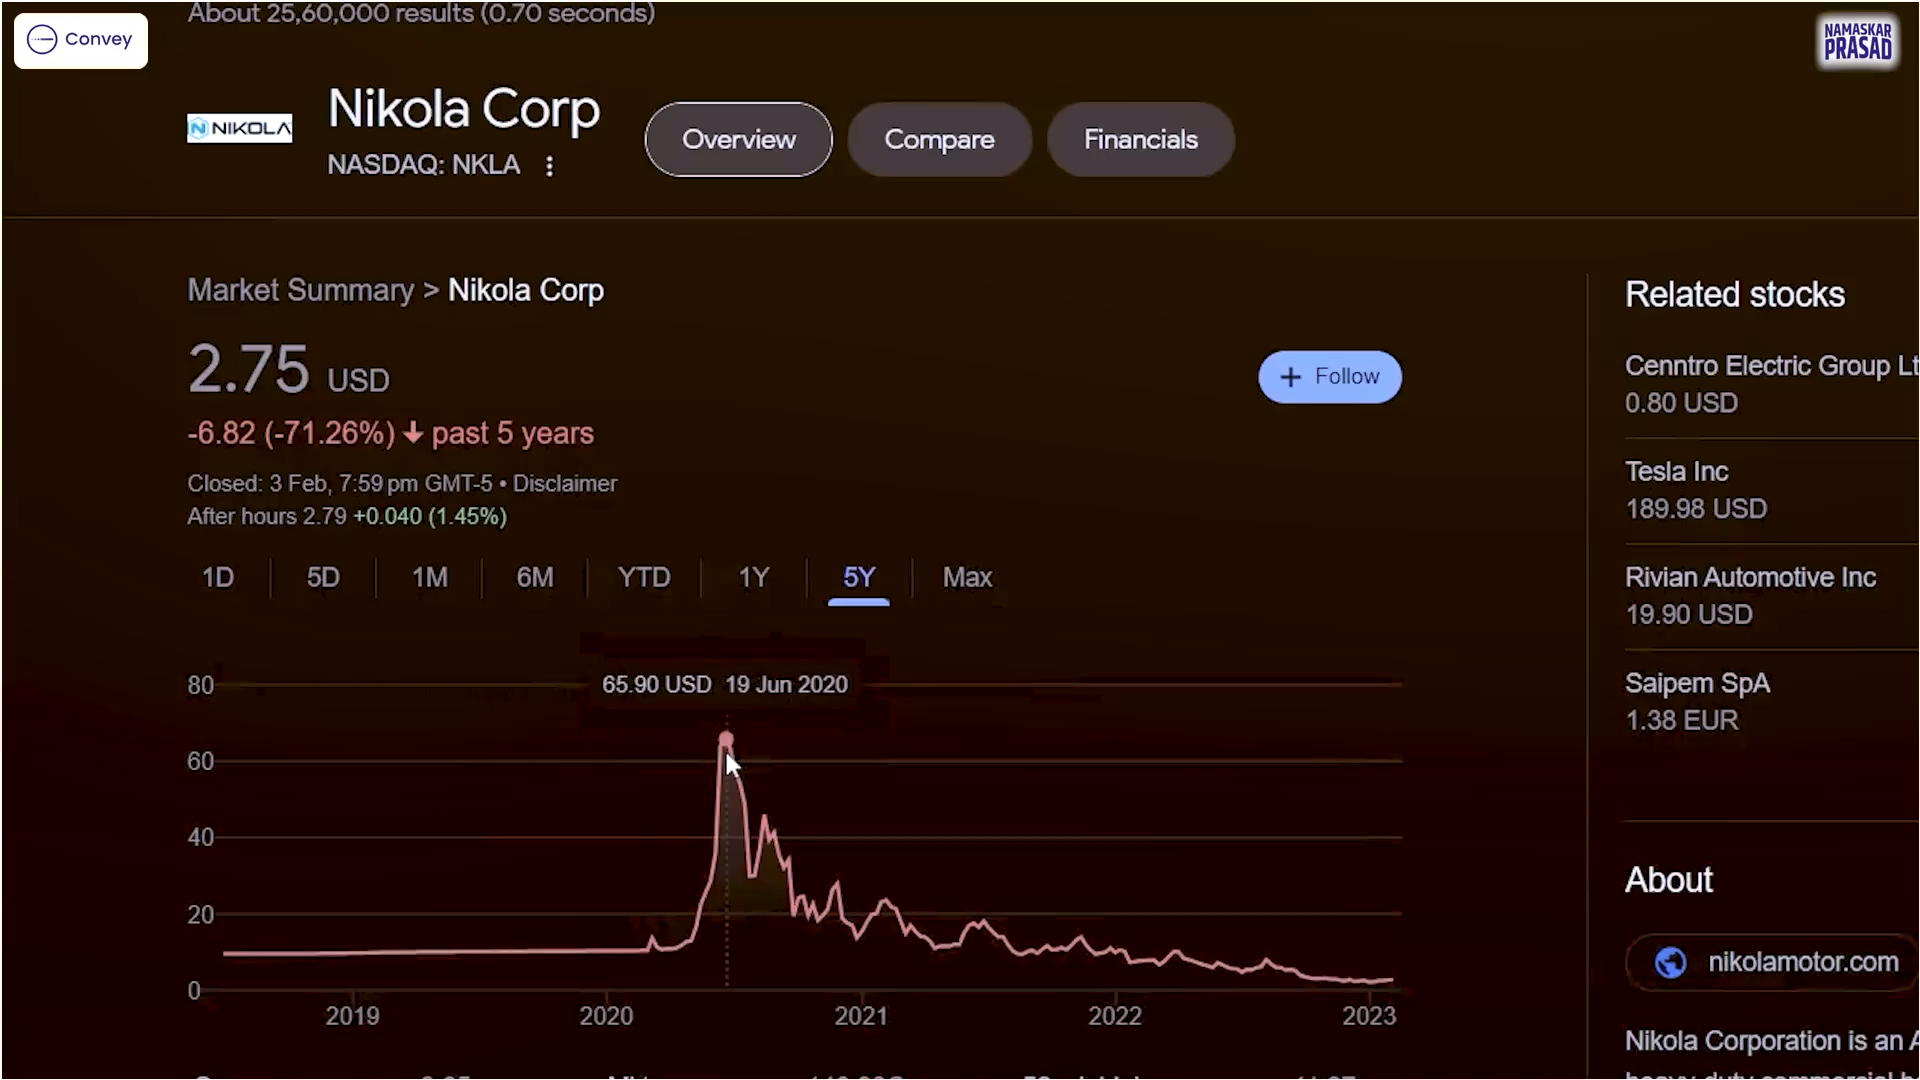 About 25,60,000 results (0.70 seconds)
Convey
NAMASKAR
PRASAD
NIKOLA
Nikola Corp
NASDAQ: NKLA
Overview
Compare
Financials
Market Summary > Nikola Corp
2.75 USD
+ Follow
-6.82 (-71.26%) ↓ past 5 years
Closed: 3 Feb, 7:59 pm GMT-5 • Disclaimer
After hours 2.79 +0.040 (1.45%)
1D 5D 1M 6M YTD 1Y 5Y Max
65.90 USD 19 Jun 2020
80
60
40
20
0
2019 2020 2021 2022 2023
Related stocks
Cenntro Electric Group Lt
0.80 USD
Tesla Inc
189.98 USD
Rivian Automotive Inc
19.90 USD
Saipem SpA
1.38 EUR
About
nikolamotor.com
Nikola Corporation is an A